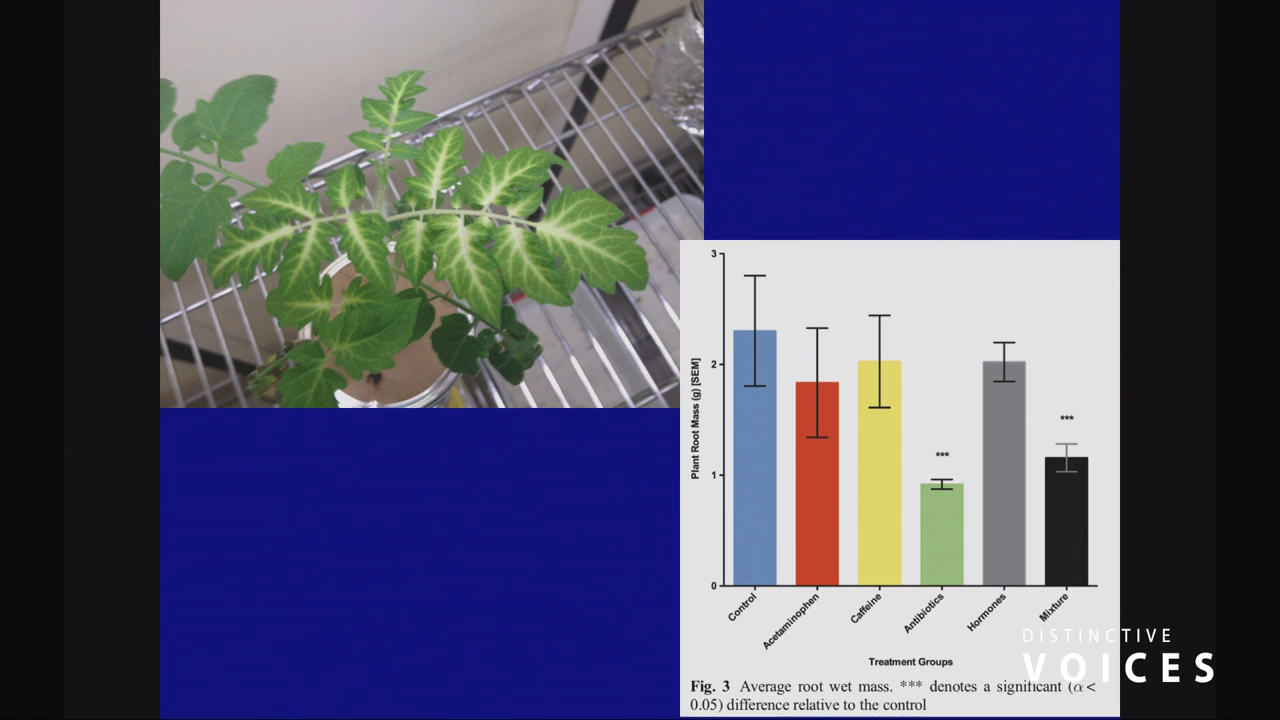 3
2
1
0
Plant Root Mass (g) [SEM]
***
***
Control
Acetaminophen
Caffeine
Antibiotics
Hormones
Mixture
Treatment Groups
Fig. 3 Average root wet mass. *** denotes a significant (α<
0.05) difference relative to the control
DISTINCTIVE
VOICES